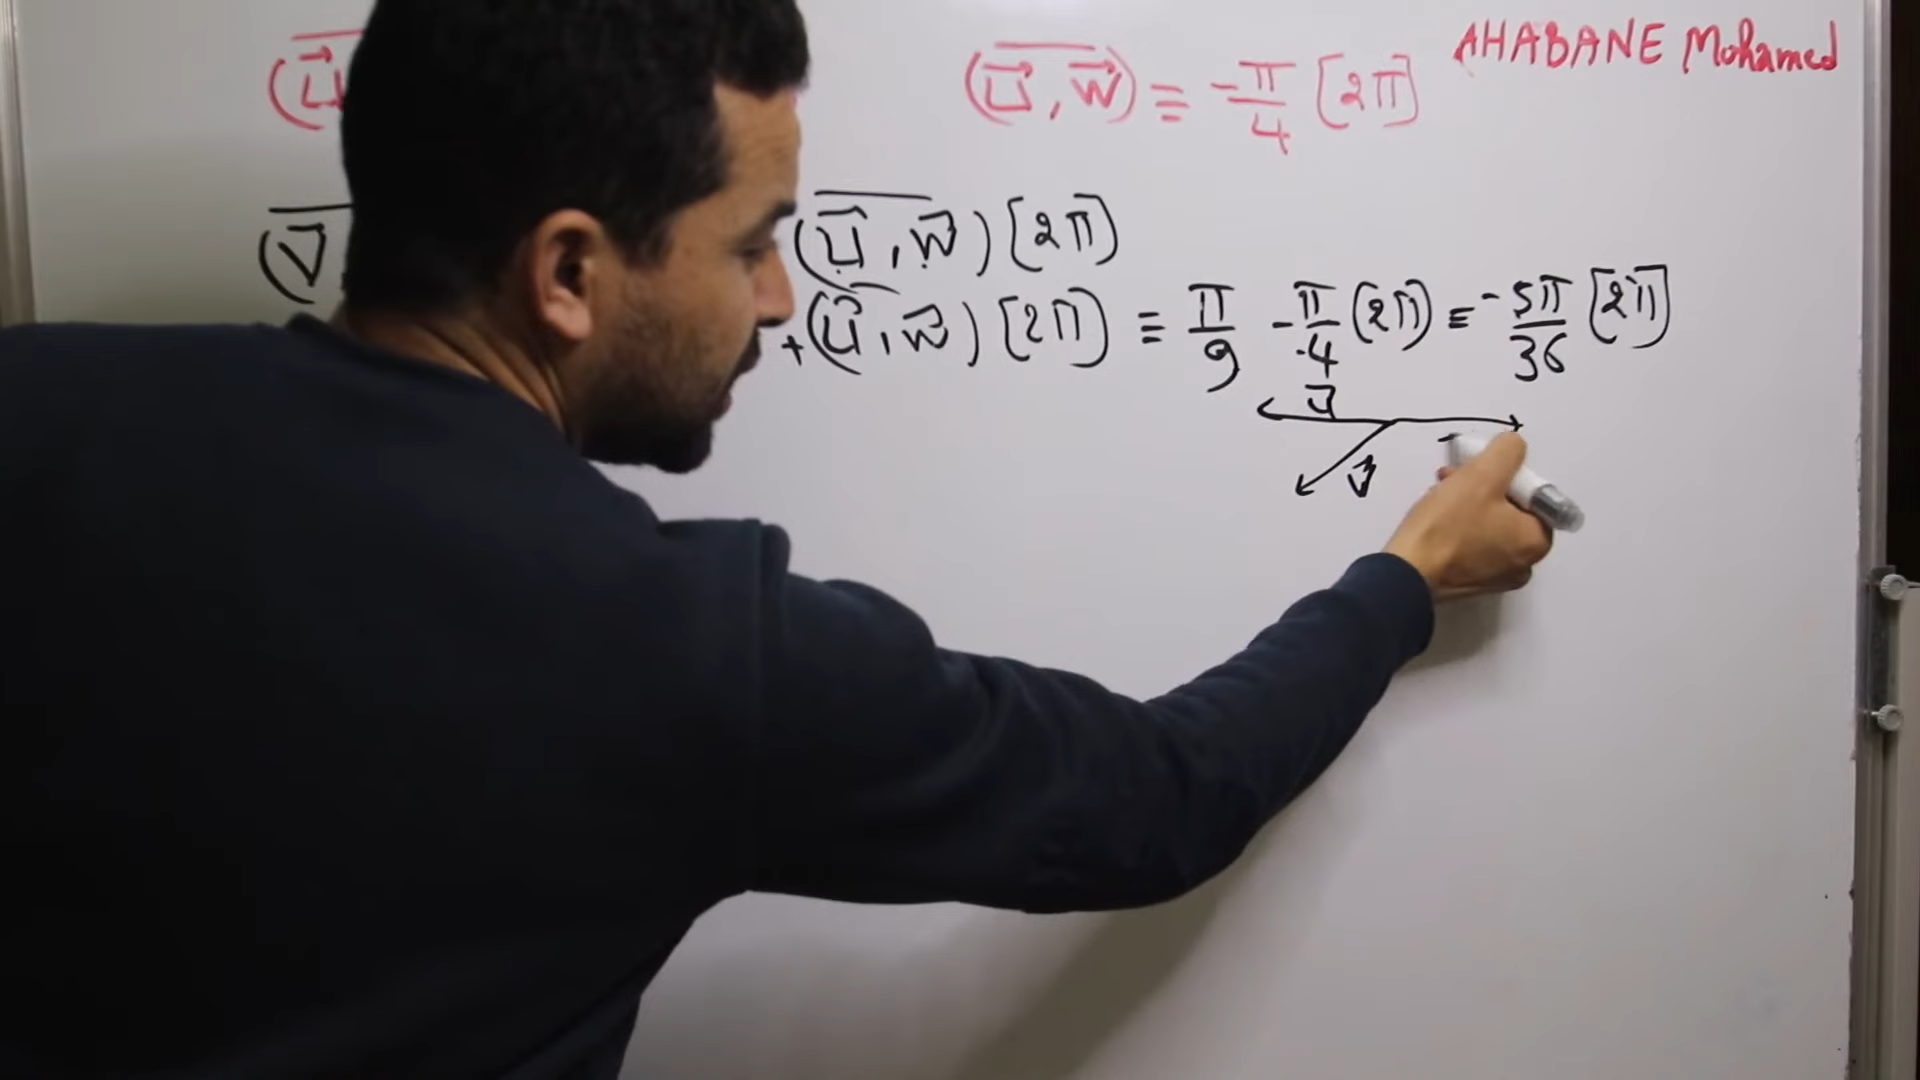 AHABANE Mohamed
(u⃗, w⃗) ≡ -π/4 [2π]
(v⃗
(u⃗, w⃗) [2π]
+(u⃗, w⃗) [2π] ≡ π/9 - π/4 (2π) ≡ -5π/36 [2π]
u⃗
v⃗